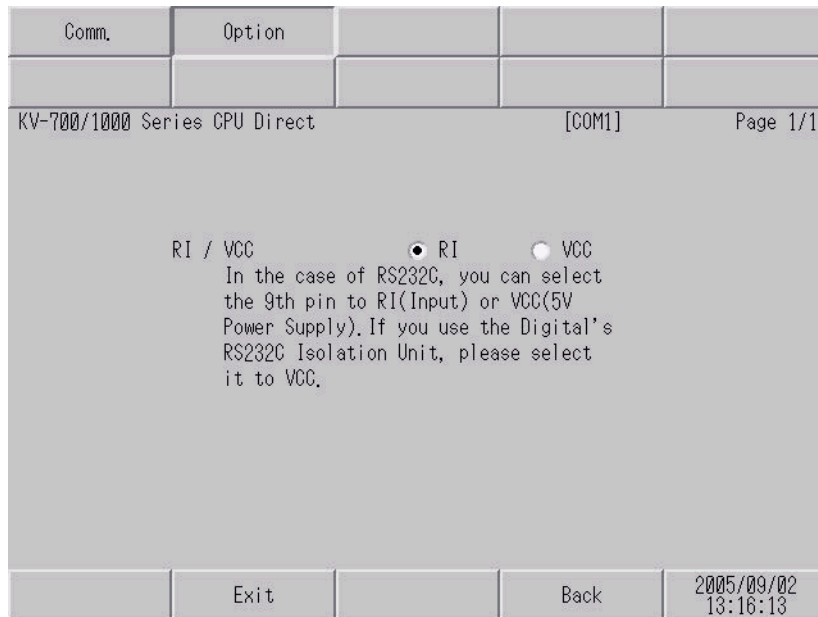 Comm. Option
KV-700/1000 Series CPU Direct [COM1] Page 1/1
RI / VCC RI VCC
In the case of RS232C, you can select
the 9th pin to RI(Input) or VCC(5V
Power Supply).If you use the Digital's
RS232C Isolation Unit, please select
it to VCC.
Exit Back 2005/09/02
13:16:13